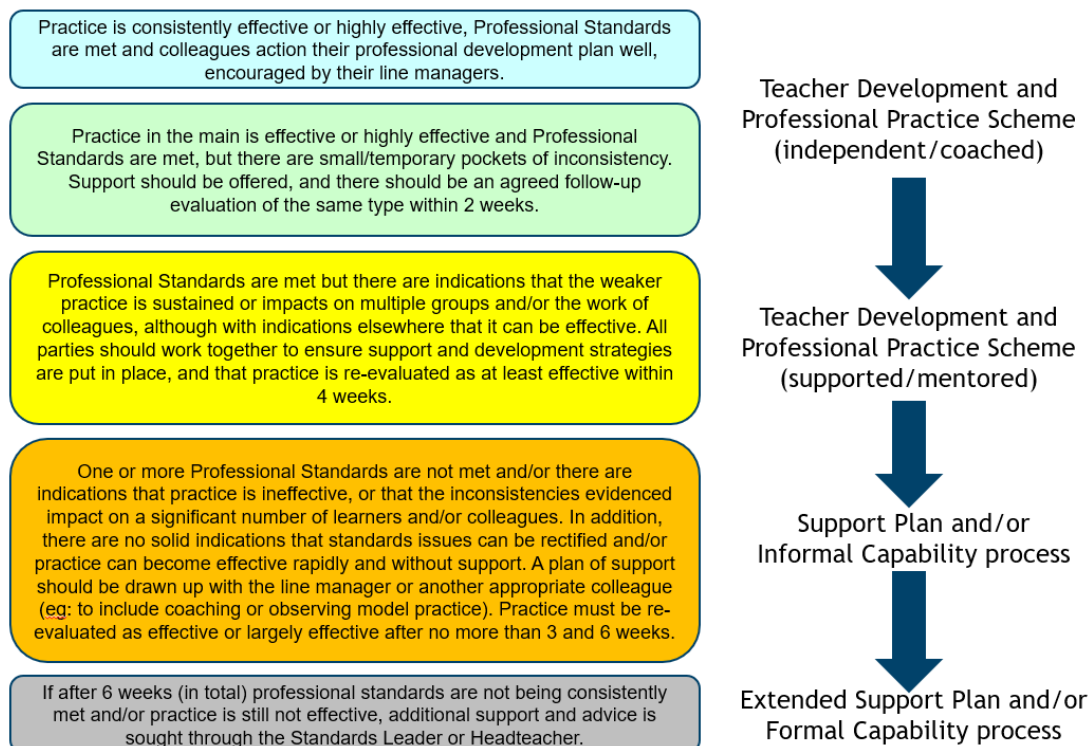 Practice is consistently effective or highly effective, Professional Standards
are met and colleagues action their professional development plan well,
encouraged by their line managers.
Practice in the main is effective or highly effective and Professional
Standards are met, but there are small/temporary pockets of inconsistency.
Support should be offered, and there should be an agreed follow-up
evaluation of the same type within 2 weeks.
Professional Standards are met but there are indications that the weaker
practice is sustained or impacts on multiple groups and/or the work of
colleagues, although with indications elsewhere that it can be effective. All
parties should work together to ensure support and development strategies
are put in place, and that practice is re-evaluated as at least effective within
4 weeks.
One or more Professional Standards are not met and/or there are
indications that practice is ineffective, or that the inconsistencies evidenced
impact on a significant number of learners and/or colleagues. In addition,
there are no solid indications that standards issues can be rectified and/or
practice can become effective rapidly and without support. A plan of support
should be drawn up with the line manager or another appropriate colleague
(eg: to include coaching or observing model practice). Practice must be re-
evaluated as effective or largely effective after no more than 3 and 6 weeks.
If after 6 weeks (in total) professional standards are not being consistently
met and/or practice is still not effective, additional support and advice is
sought through the Standards Leader or Headteacher.
Teacher Development and
Professional Practice Scheme
(independent/coached)
Teacher Development and
Professional Practice Scheme
(supported/mentored)
Support Plan and/or
Informal Capability process
Extended Support Plan and/or
Formal Capability process